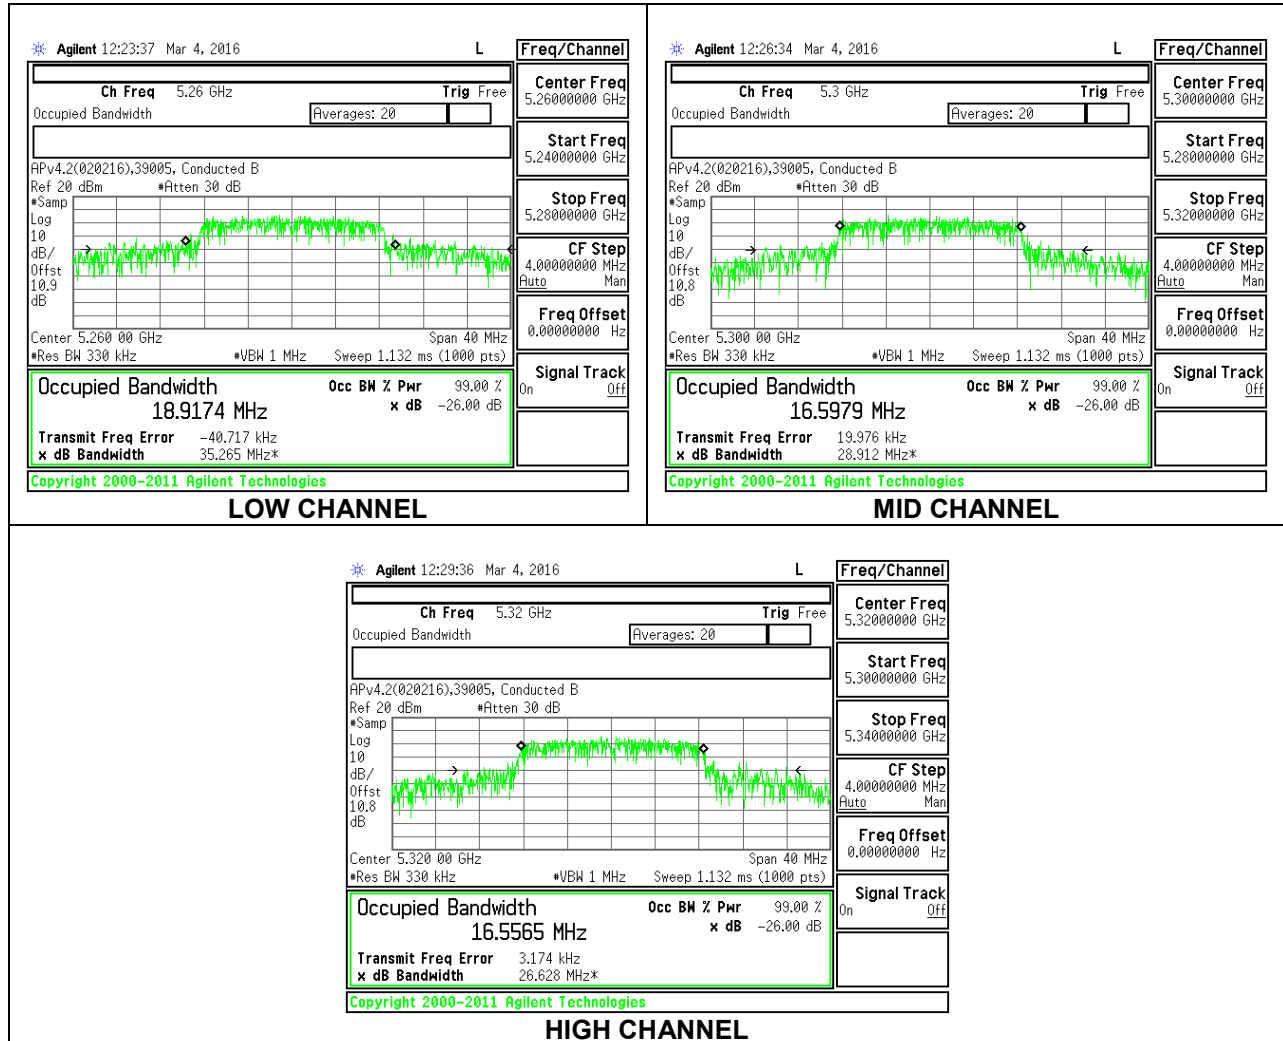 Agilent 12:23:37 Mar 4, 2016 L
Freq/Channel
Ch Freq 5.26 GHz Trig Free
Occupied Bandwidth Averages: 20
APv4.2(020216),39005, Conducted B
Ref 20 dBm #Atten 30 dB
#Samp
Log
10
dB/
Offst
10.9
dB
Center 5.260 00 GHz Span 40 MHz
#Res BW 330 kHz #VBW 1 MHz Sweep 1.132 ms (1000 pts)
Occupied Bandwidth Occ BW % Pwr 99.00 %
18.9174 MHz x dB -26.00 dB
Transmit Freq Error -40.717 kHz
x dB Bandwidth 35.265 MHz*
Copyright 2000-2011 Agilent Technologies
Center Freq
5.26000000 GHz
Start Freq
5.24000000 GHz
Stop Freq
5.28000000 GHz
CF Step
4.00000000 MHz
Auto Man
Freq Offset
0.00000000 Hz
Signal Track
On Off
LOW CHANNEL
Agilent 12:26:34 Mar 4, 2016 L
Freq/Channel
Ch Freq 5.3 GHz Trig Free
Occupied Bandwidth Averages: 20
APv4.2(020216),39005, Conducted B
Ref 20 dBm #Atten 30 dB
#Samp
Log
10
dB/
Offst
10.8
dB
Center 5.300 00 GHz Span 40 MHz
#Res BW 330 kHz #VBW 1 MHz Sweep 1.132 ms (1000 pts)
Occupied Bandwidth Occ BW % Pwr 99.00 %
16.5979 MHz x dB -26.00 dB
Transmit Freq Error 19.976 kHz
x dB Bandwidth 28.912 MHz*
Copyright 2000-2011 Agilent Technologies
Center Freq
5.30000000 GHz
Start Freq
5.28000000 GHz
Stop Freq
5.32000000 GHz
CF Step
4.00000000 MHz
Auto Man
Freq Offset
0.00000000 Hz
Signal Track
On Off
MID CHANNEL
Agilent 12:29:36 Mar 4, 2016 L
Freq/Channel
Ch Freq 5.32 GHz Trig Free
Occupied Bandwidth Averages: 20
APv4.2(020216),39005, Conducted B
Ref 20 dBm #Atten 30 dB
#Samp
Log
10
dB/
Offst
10.8
dB
Center 5.320 00 GHz Span 40 MHz
#Res BW 330 kHz #VBW 1 MHz Sweep 1.132 ms (1000 pts)
Occupied Bandwidth Occ BW % Pwr 99.00 %
16.5565 MHz x dB -26.00 dB
Transmit Freq Error 3.174 kHz
x dB Bandwidth 26.628 MHz*
Copyright 2000-2011 Agilent Technologies
Center Freq
5.32000000 GHz
Start Freq
5.30000000 GHz
Stop Freq
5.34000000 GHz
CF Step
4.00000000 MHz
Auto Man
Freq Offset
0.00000000 Hz
Signal Track
On Off
HIGH CHANNEL